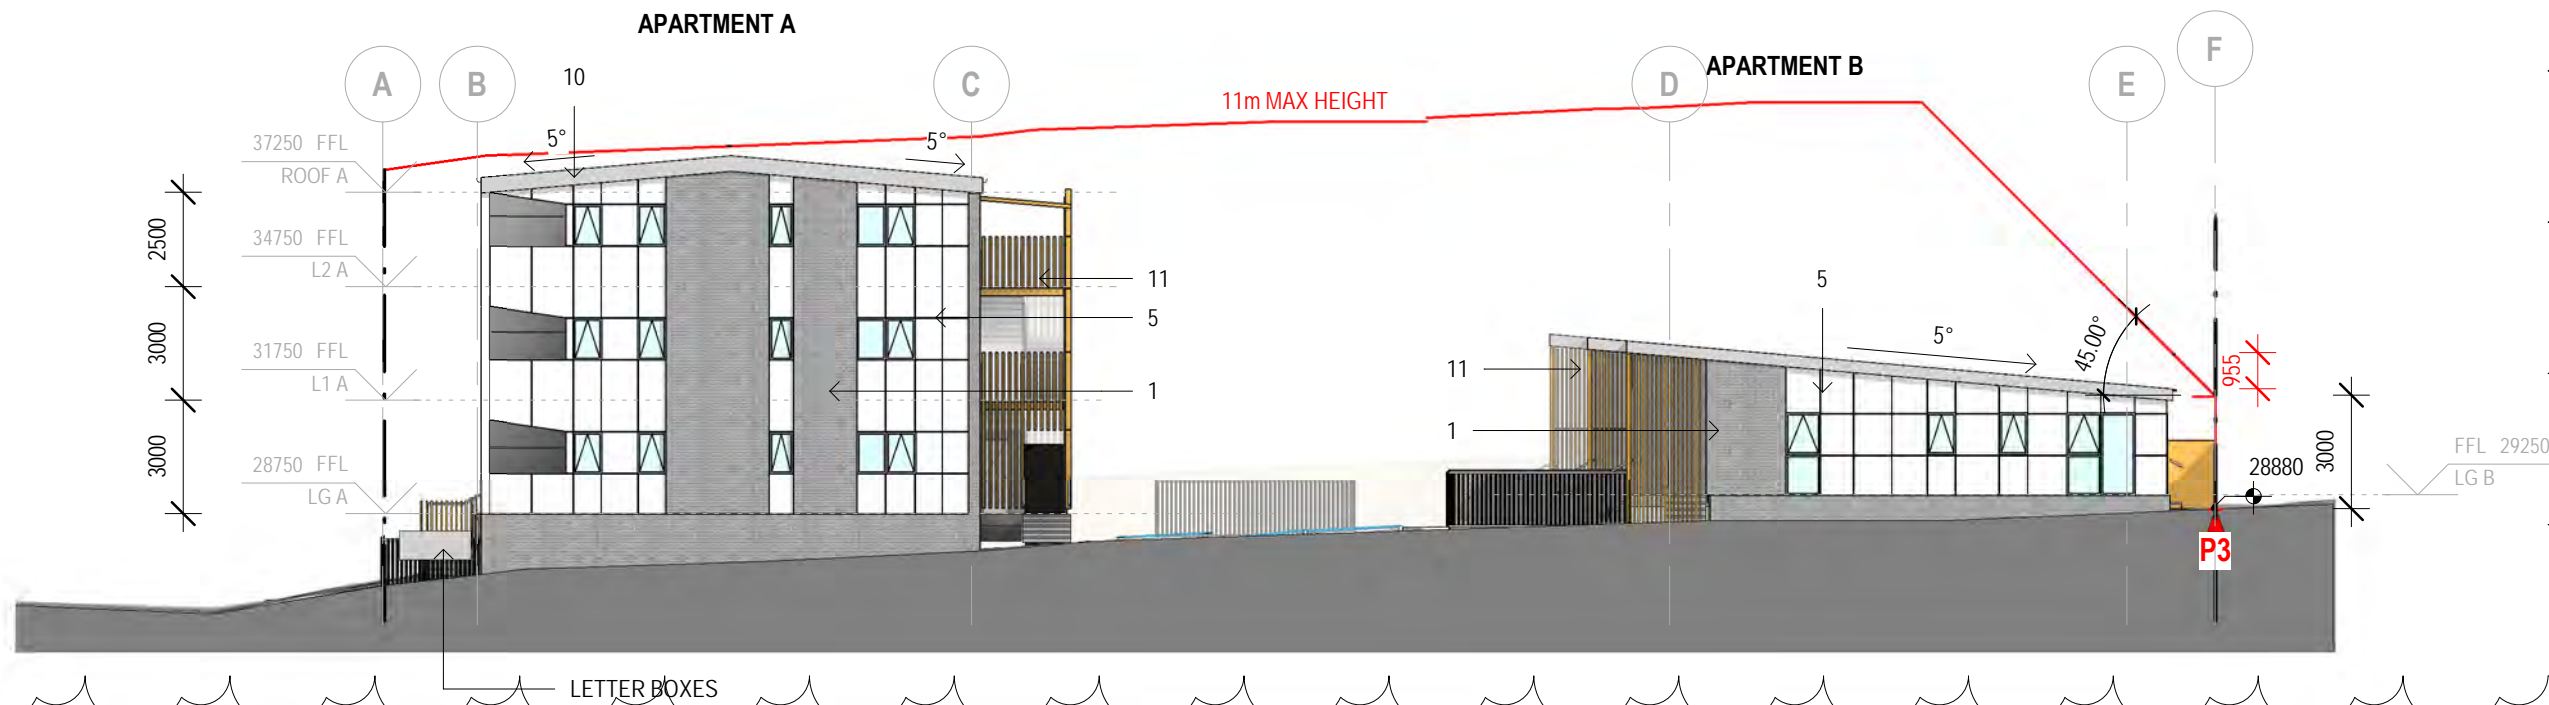 APARTMENT A
A
B
C
D
E
F
APARTMENT B
10
11m MAX HEIGHT
5°
5°
37250 FFL
ROOF A
2500
34750 FFL
L2 A
3000
31750 FFL
L1 A
3000
28750 FFL
LG A
11
5
1
5
5°
45.00°
11
1
955
3000
28880
FFL 29250
LG B
P3
LETTER BOXES